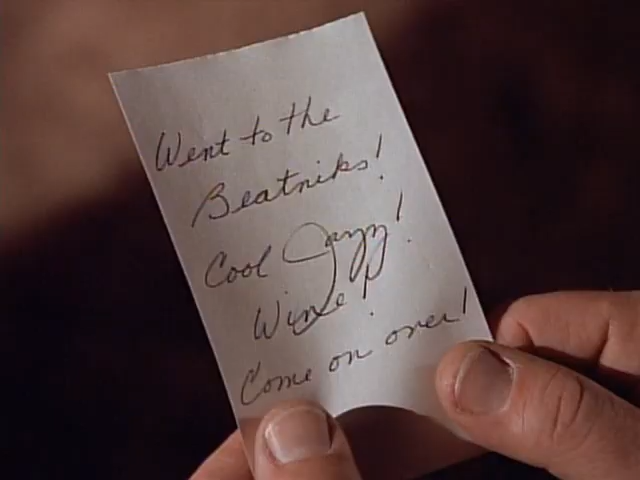 Went to the
Beatniks!
Cool Jazz!
Wine!
Come on over!